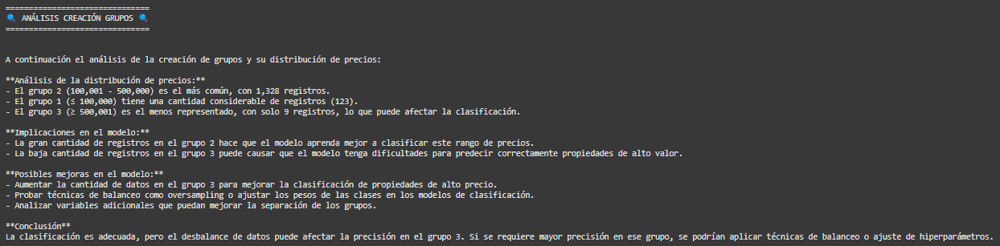 ===============================
🔍 ANÁLISIS CREACIÓN GRUPOS 🔍
===============================
A continuación el análisis de la creación de grupos y su distribución de precios:
**Análisis de la distribución de precios:**
- El grupo 2 (100,001 - 500,000) es el más común, con 1,328 registros.
- El grupo 1 (≤ 100,000) tiene una cantidad considerable de registros (123).
- El grupo 3 (≥ 500,001) es el menos representado, con solo 9 registros, lo que puede afectar la clasificación.
**Implicaciones en el modelo:**
- La gran cantidad de registros en el grupo 2 hace que el modelo aprenda mejor a clasificar este rango de precios.
- La baja cantidad de registros en el grupo 3 puede causar que el modelo tenga dificultades para predecir correctamente propiedades de alto valor.
**Posibles mejoras en el modelo:**
- Aumentar la cantidad de datos en el grupo 3 para mejorar la clasificación de propiedades de alto precio.
- Probar técnicas de balanceo como oversampling o ajustar los pesos de las clases en los modelos de clasificación.
- Analizar variables adicionales que puedan mejorar la separación de los grupos.
**Conclusión**
La clasificación es adecuada, pero el desbalance de datos puede afectar la precisión en el grupo 3. Si se requiere mayor precisión en ese grupo, se podrían aplicar técnicas de balanceo o ajuste de hiperparámetros.